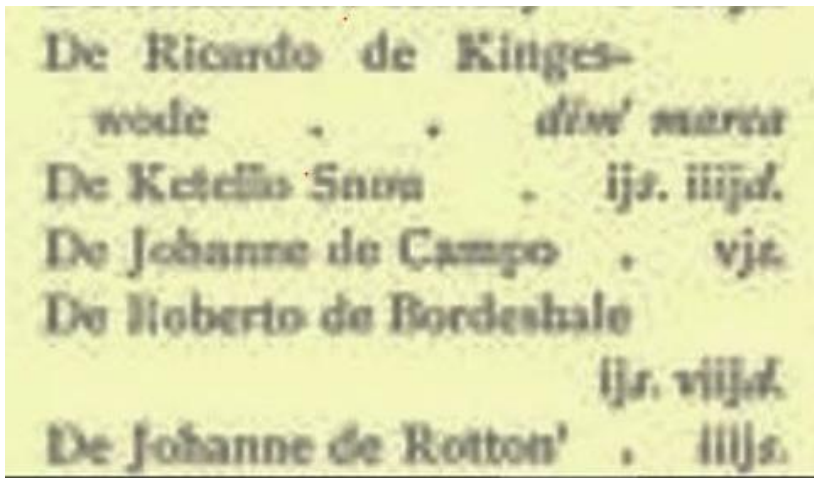 De Ricardo de Kinges-
wode . . dim' marca
De Ketello Snou . ijs. iiijd.
De Johanne de Campo . vjs.
De Roberto de Bordeshale
ijs. viijd.
De Johanne de Rotton' . iiijs.